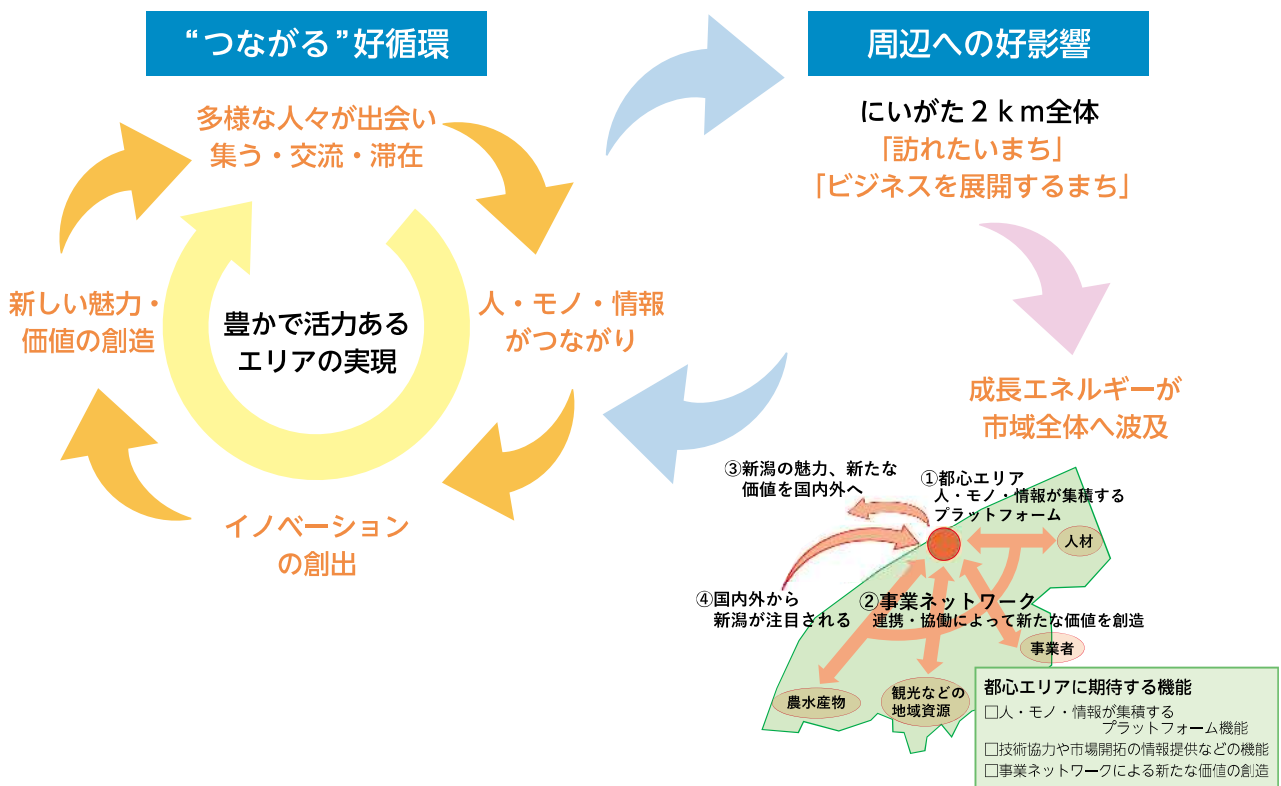 “つながる”好循環
多様な人々が出会い
集う・交流・滞在
人・モノ・情報
がつながり
イノベーション
の創出
新しい魅力・
価値の創造
豊かで活力ある
エリアの実現
周辺への好影響
にいがた２ｋｍ全体
「訪れたいまち」
「ビジネスを展開するまち」
成長エネルギーが
市域全体へ波及
①都心エリア
人・モノ・情報が集積する
プラットフォーム
②事業ネットワーク
連携・協働によって新たな価値を創造
③新潟の魅力、新たな
価値を国内外へ
④国内外から
新潟が注目される
人材
事業者
観光などの
地域資源
農水産物
都心エリアに期待する機能
□人・モノ・情報が集積する
プラットフォーム機能
□技術協力や市場開拓の情報提供などの機能
□事業ネットワークによる新たな価値の創造